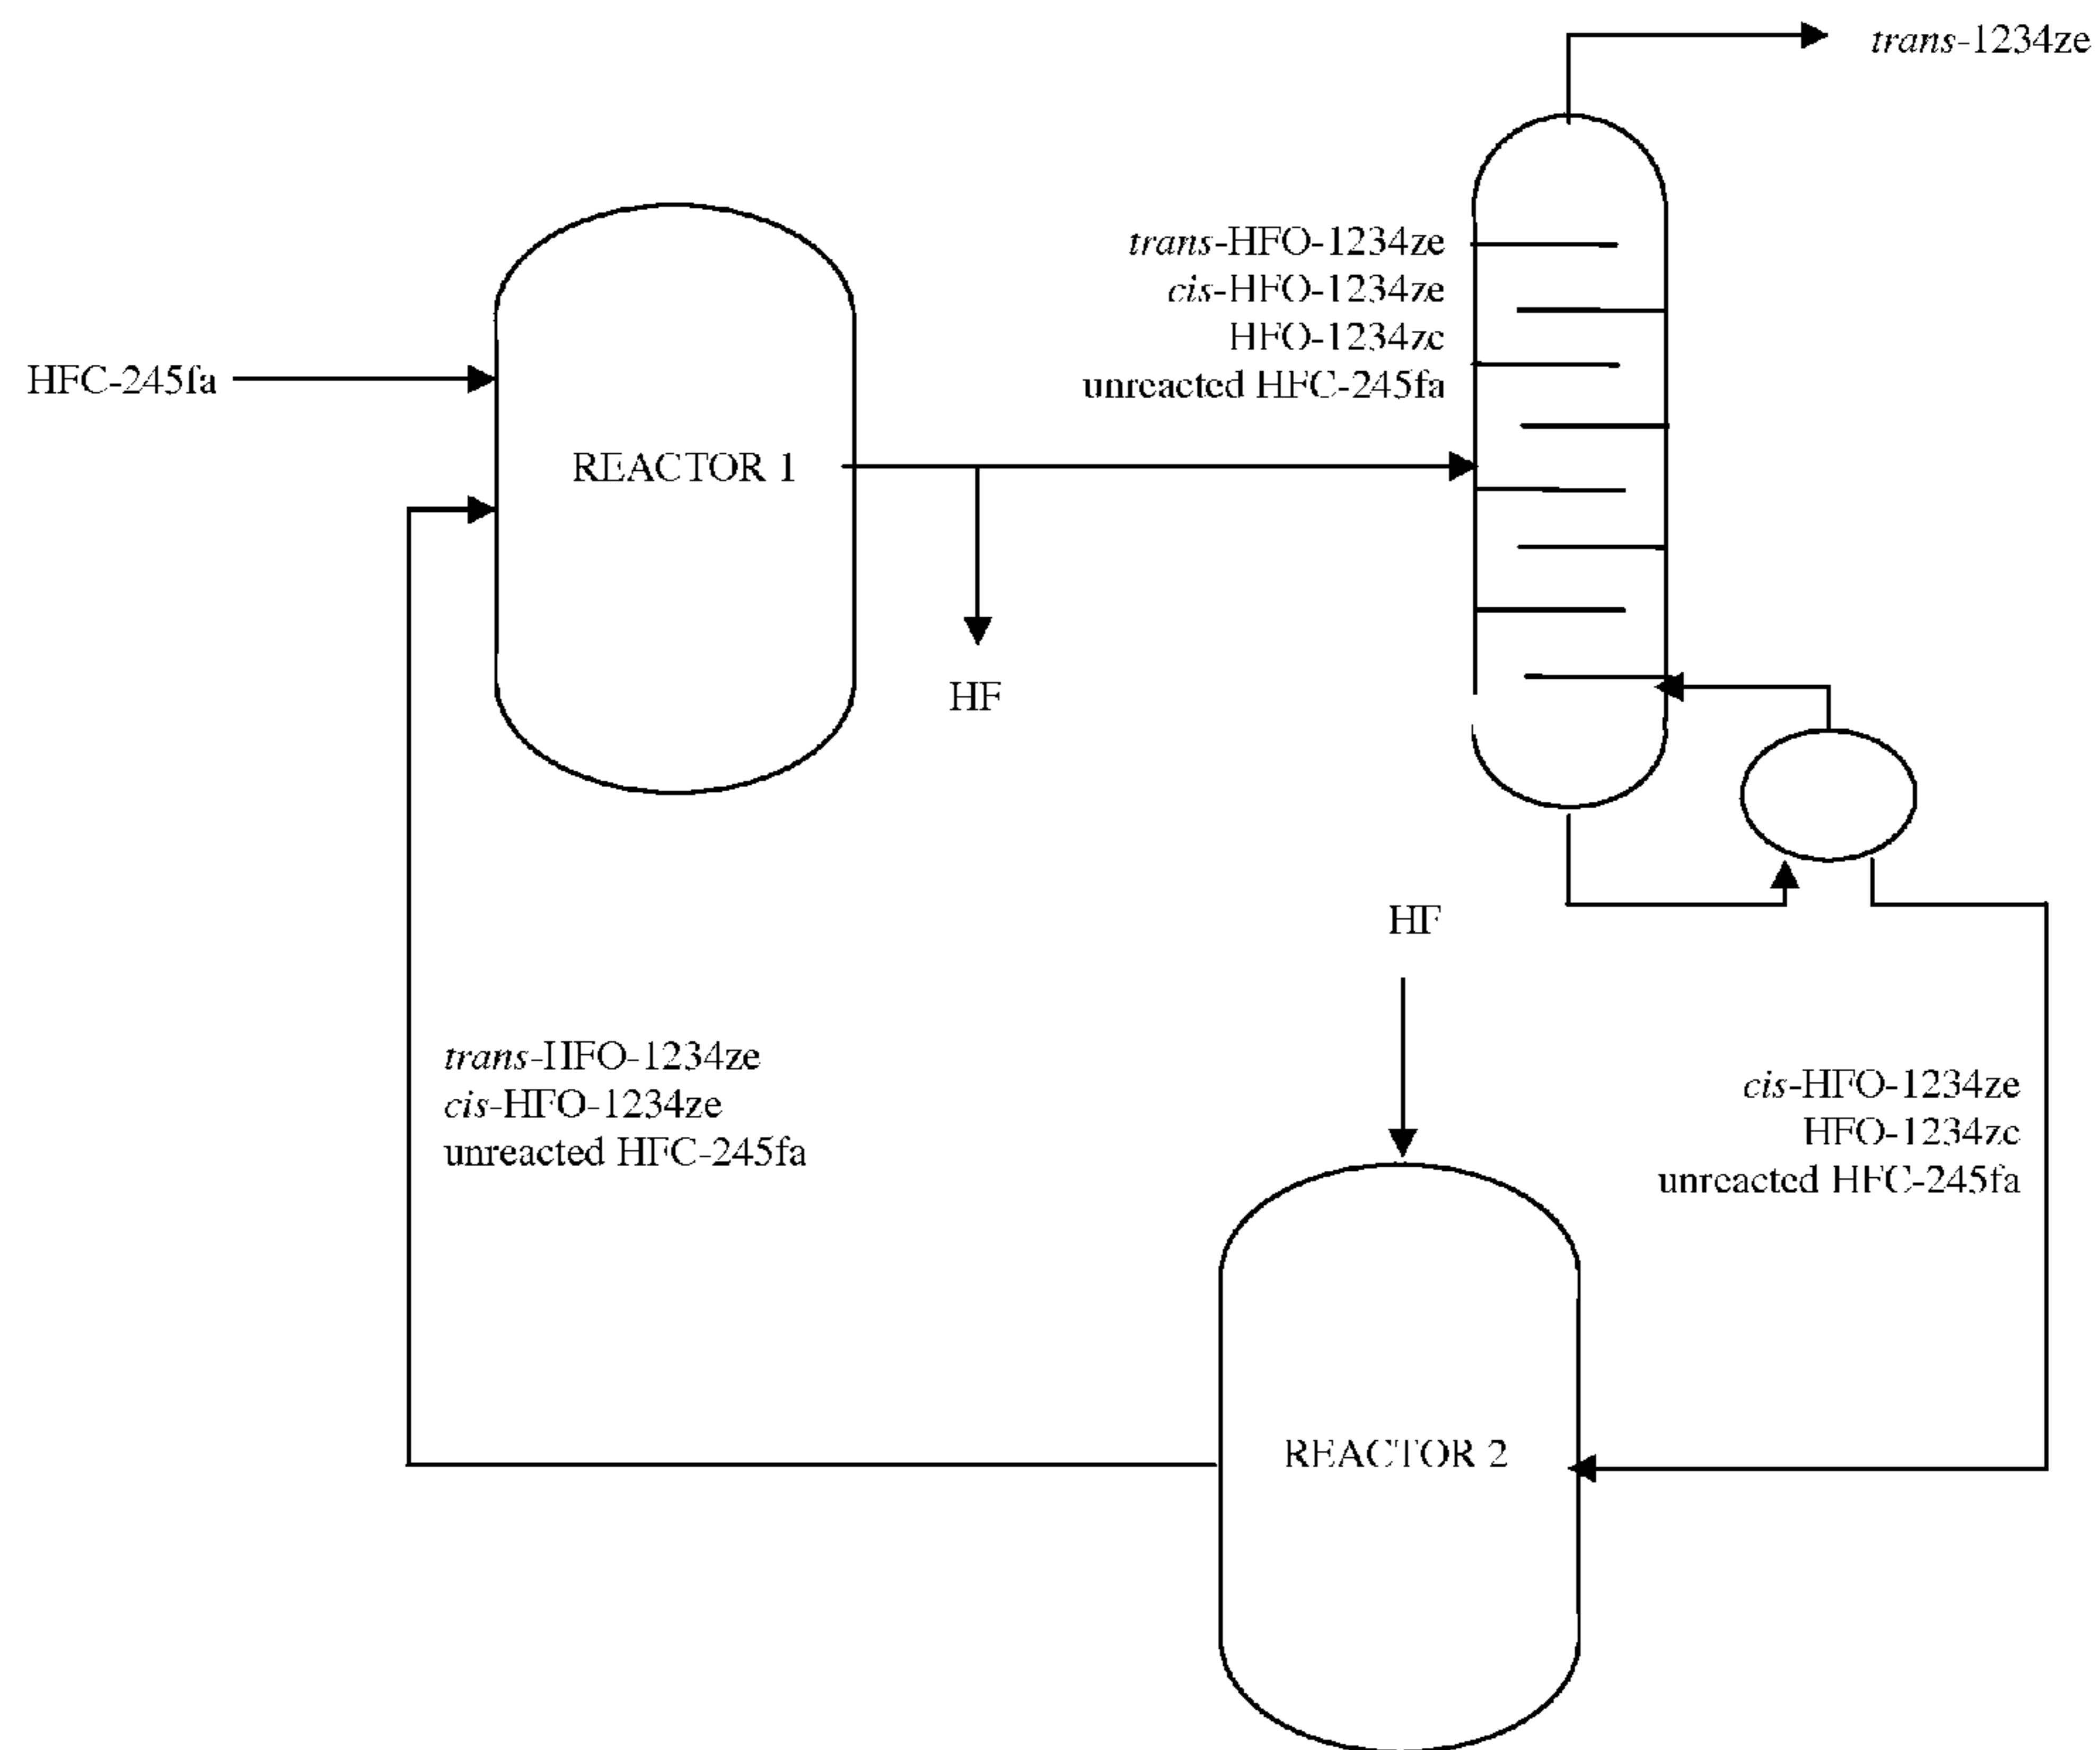 trans-1234ze
trans-HFO-1234ze
cis-HFO-1234ze
HFO-1234zc
unreacted HFC-245fa
HFC-245fa
REACTOR 1
HF
HF
trans-HFO-1234ze
cis-HFO-1234ze
unreacted HFC-245fa
cis-HFO-1234ze
HFO-1234zc
unreacted HFC-245fa
REACTOR 2